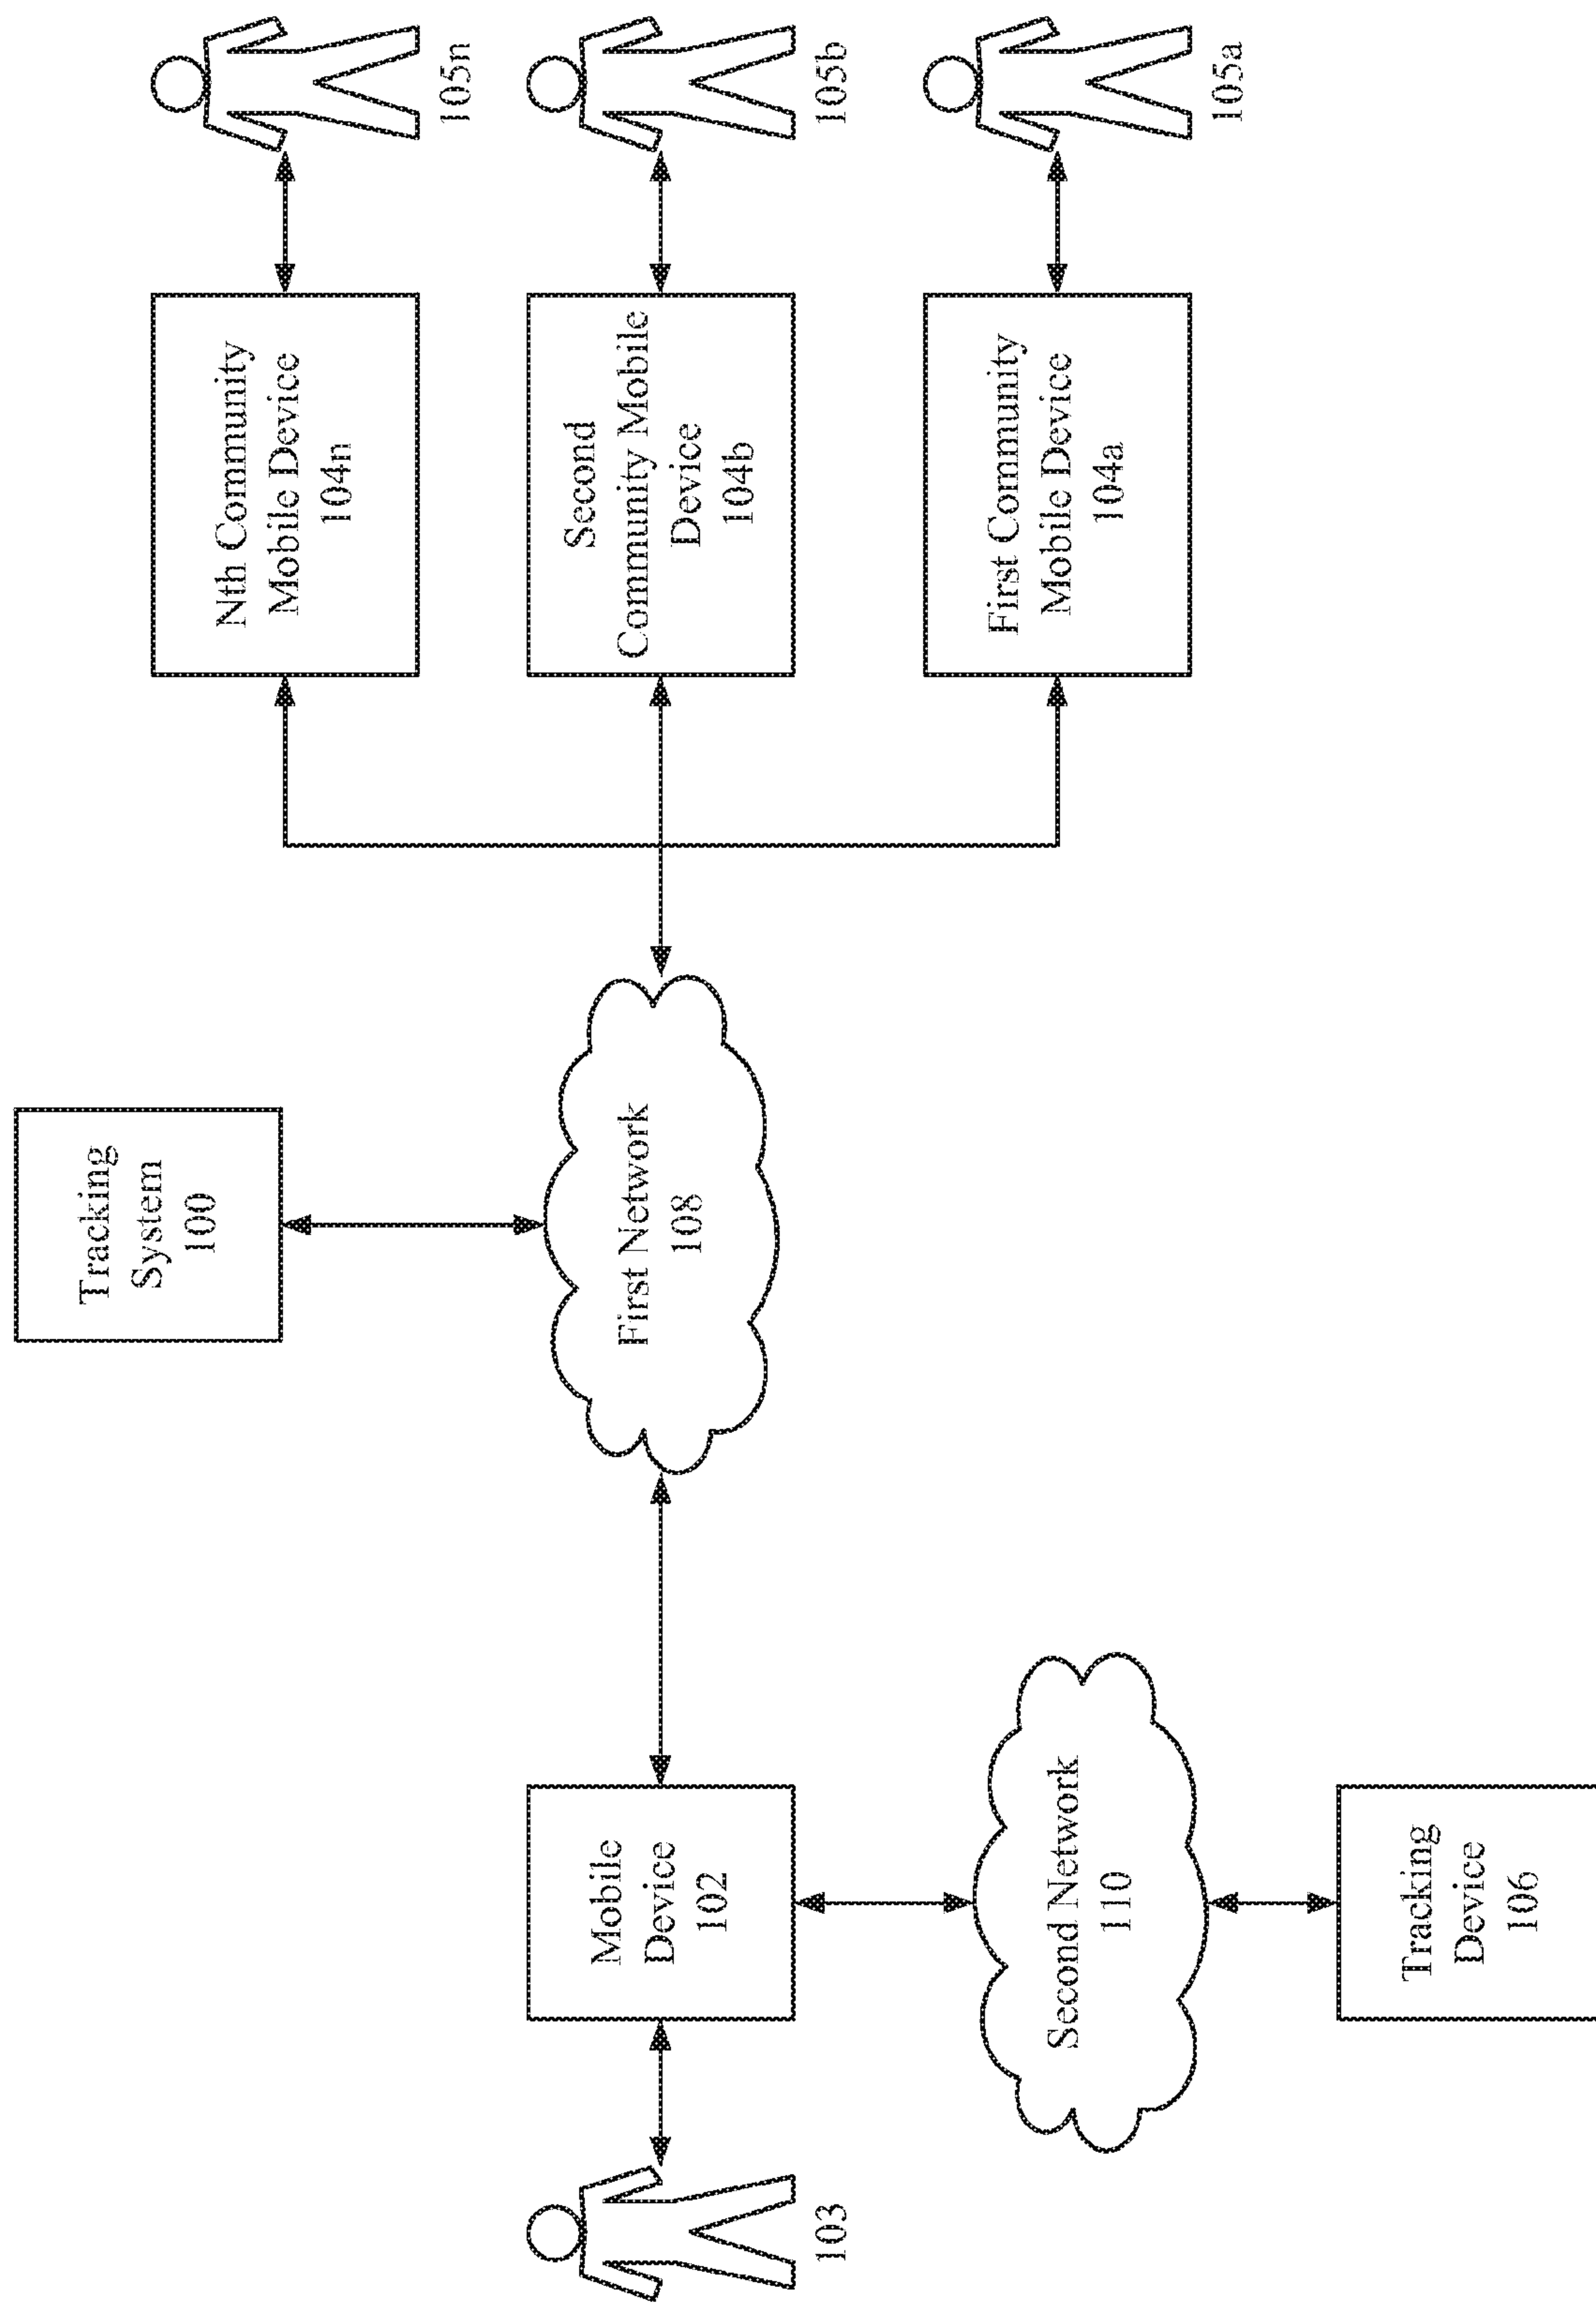 Tracking
System
100
Nth Community
Mobile Device
104n
105n
103
Mobile
Device
102
First Network
108
Second
Community Mobile
Device
104b
105b
Second Network
110
First Community
Mobile Device
104a
105a
Tracking
Device
106